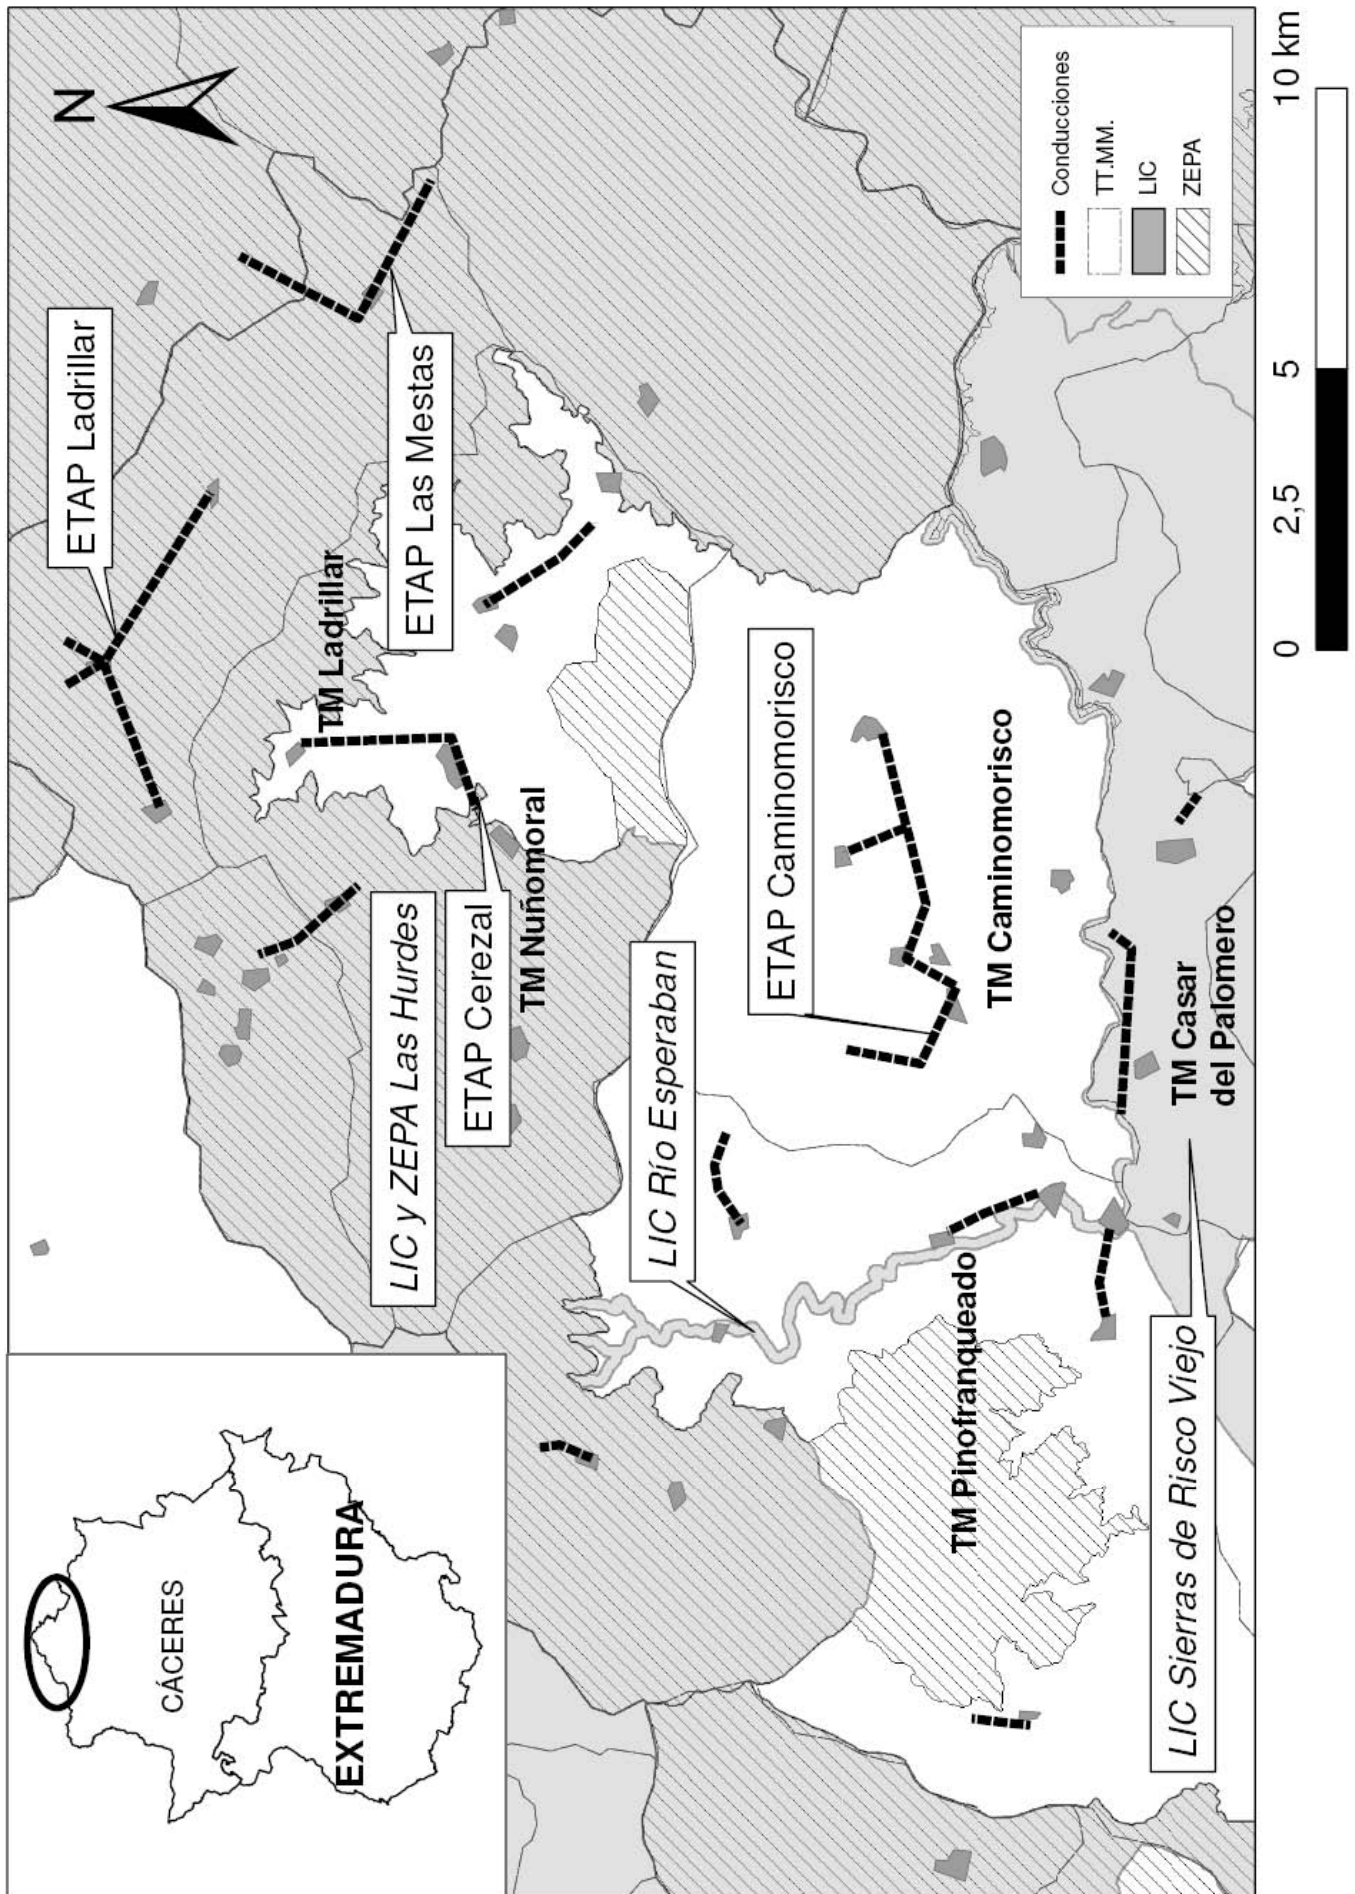 N
ETAP Ladrillar
TM Ladrillar
ETAP Las Mestas
LIC y ZEPA Las Hurdes
ETAP Cerezal
TM Nuñomoral
LIC Río Esperaban
ETAP Caminomorisco
TM Caminomorisco
TM Pinofranqueado
TM Casar
del Palomero
LIC Sierras de Risco Viejo
CÁCERES
EXTREMADURA
Conducciones
TT.MM.
LIC
ZEPA
0
2,5
5
10 km